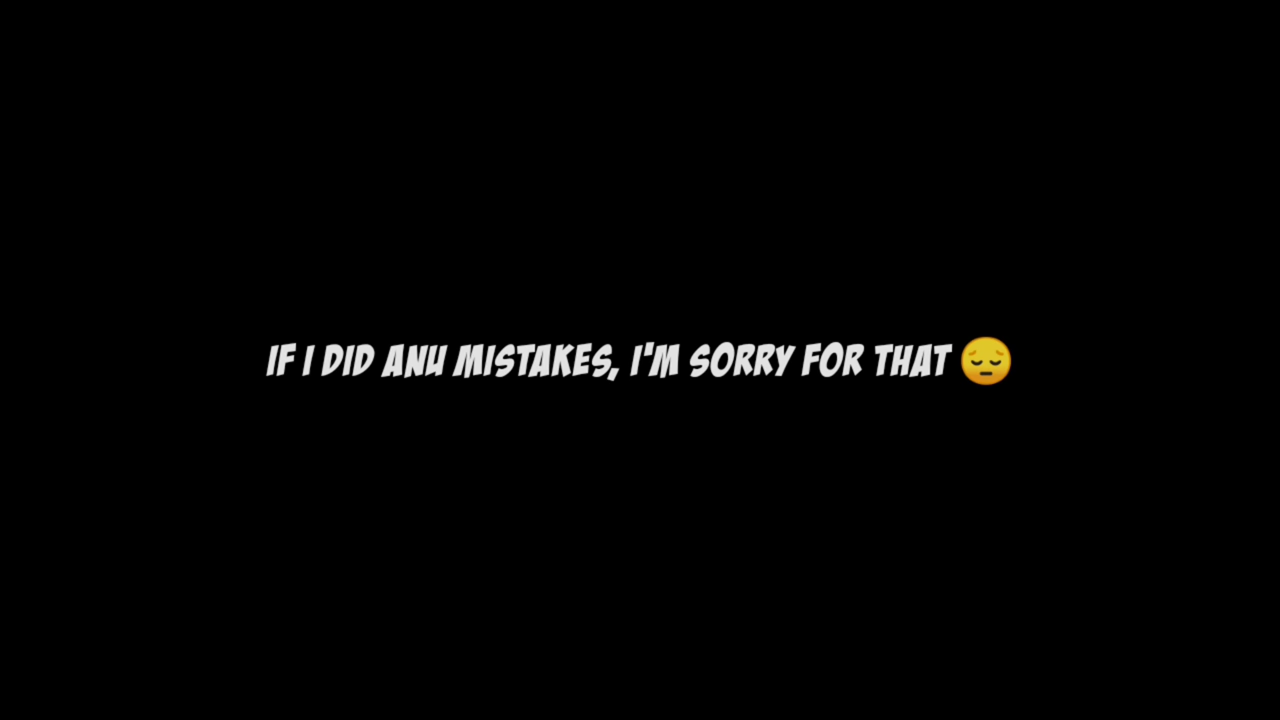 IF I DID ANU MISTAKES, I'M SORRY FOR THAT 😔